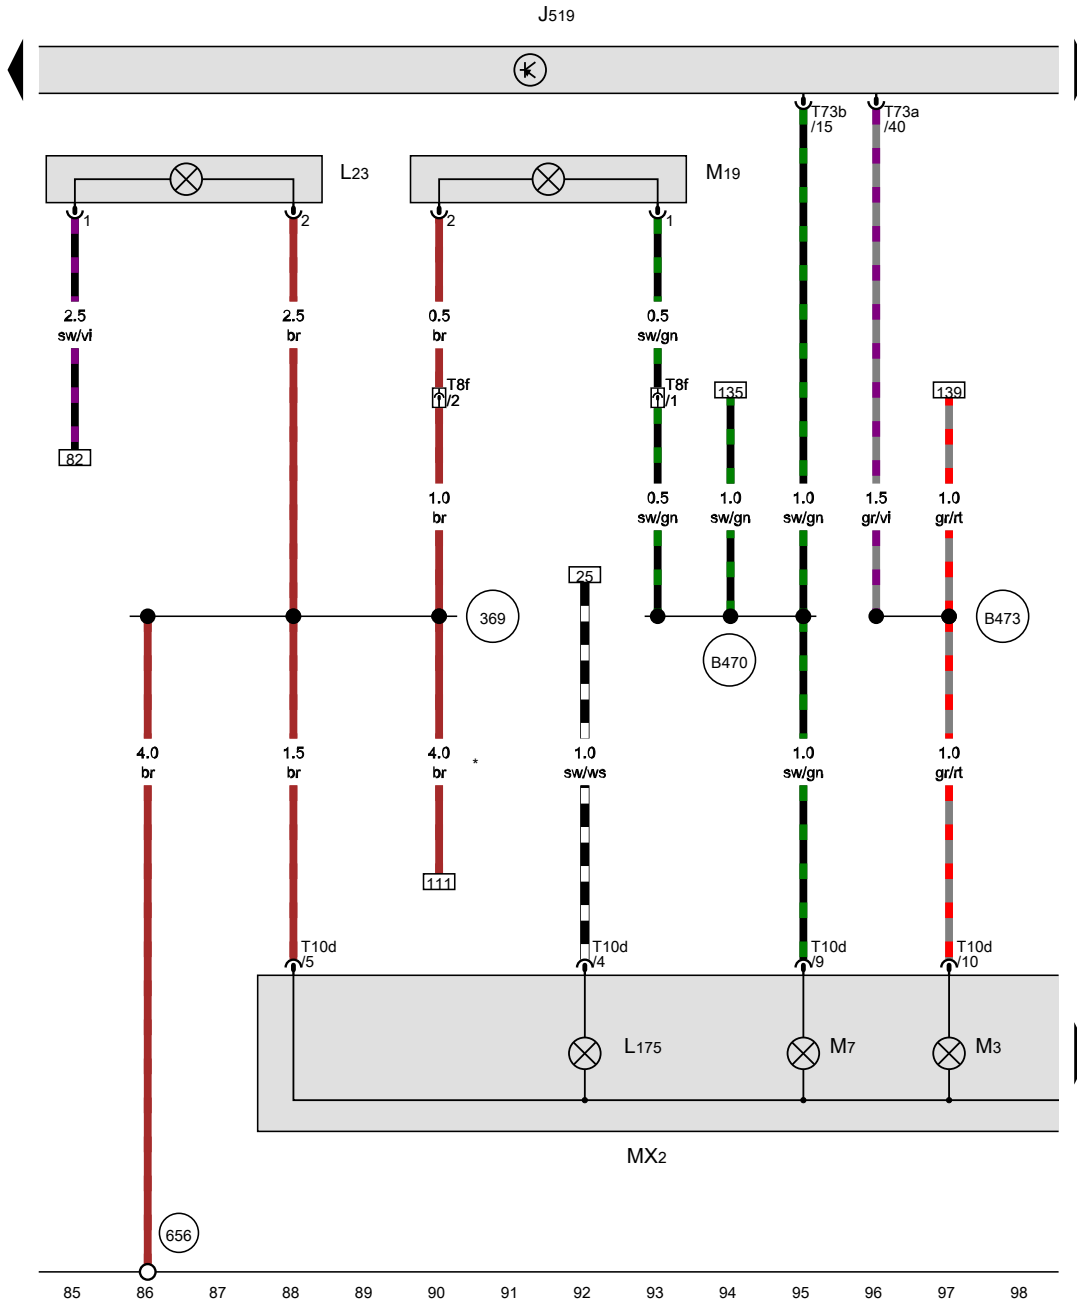 J519
T73b
/15
T73a
/40
L23
M19
1
2
2
1
2.5
sw/vi
2.5
br
0.5
br
0.5
sw/gn
T8f
/2
T8f
/1
135
139
82
1.0
br
0.5
sw/gn
1.0
sw/gn
1.0
sw/gn
1.5
gr/vi
1.0
gr/rt
25
369
B470
B473
4.0
br
1.5
br
4.0
br
*
1.0
sw/ws
1.0
sw/gn
1.0
gr/rt
111
T10d
/5
T10d
/4
T10d
/9
T10d
/10
L175
M7
M3
MX2
656
85 86 87 88 89 90 91 92 93 94 95 96 97 98